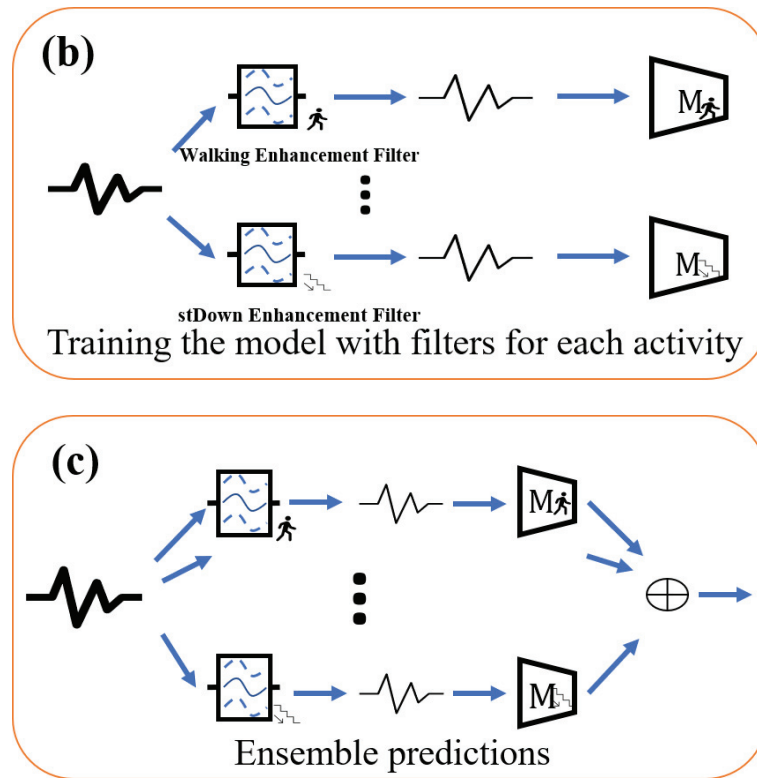 (b)
M
Walking Enhancement Filter
M
stDown Enhancement Filter
Training the model with filters for each activity
(c)
M
M
Ensemble predictions